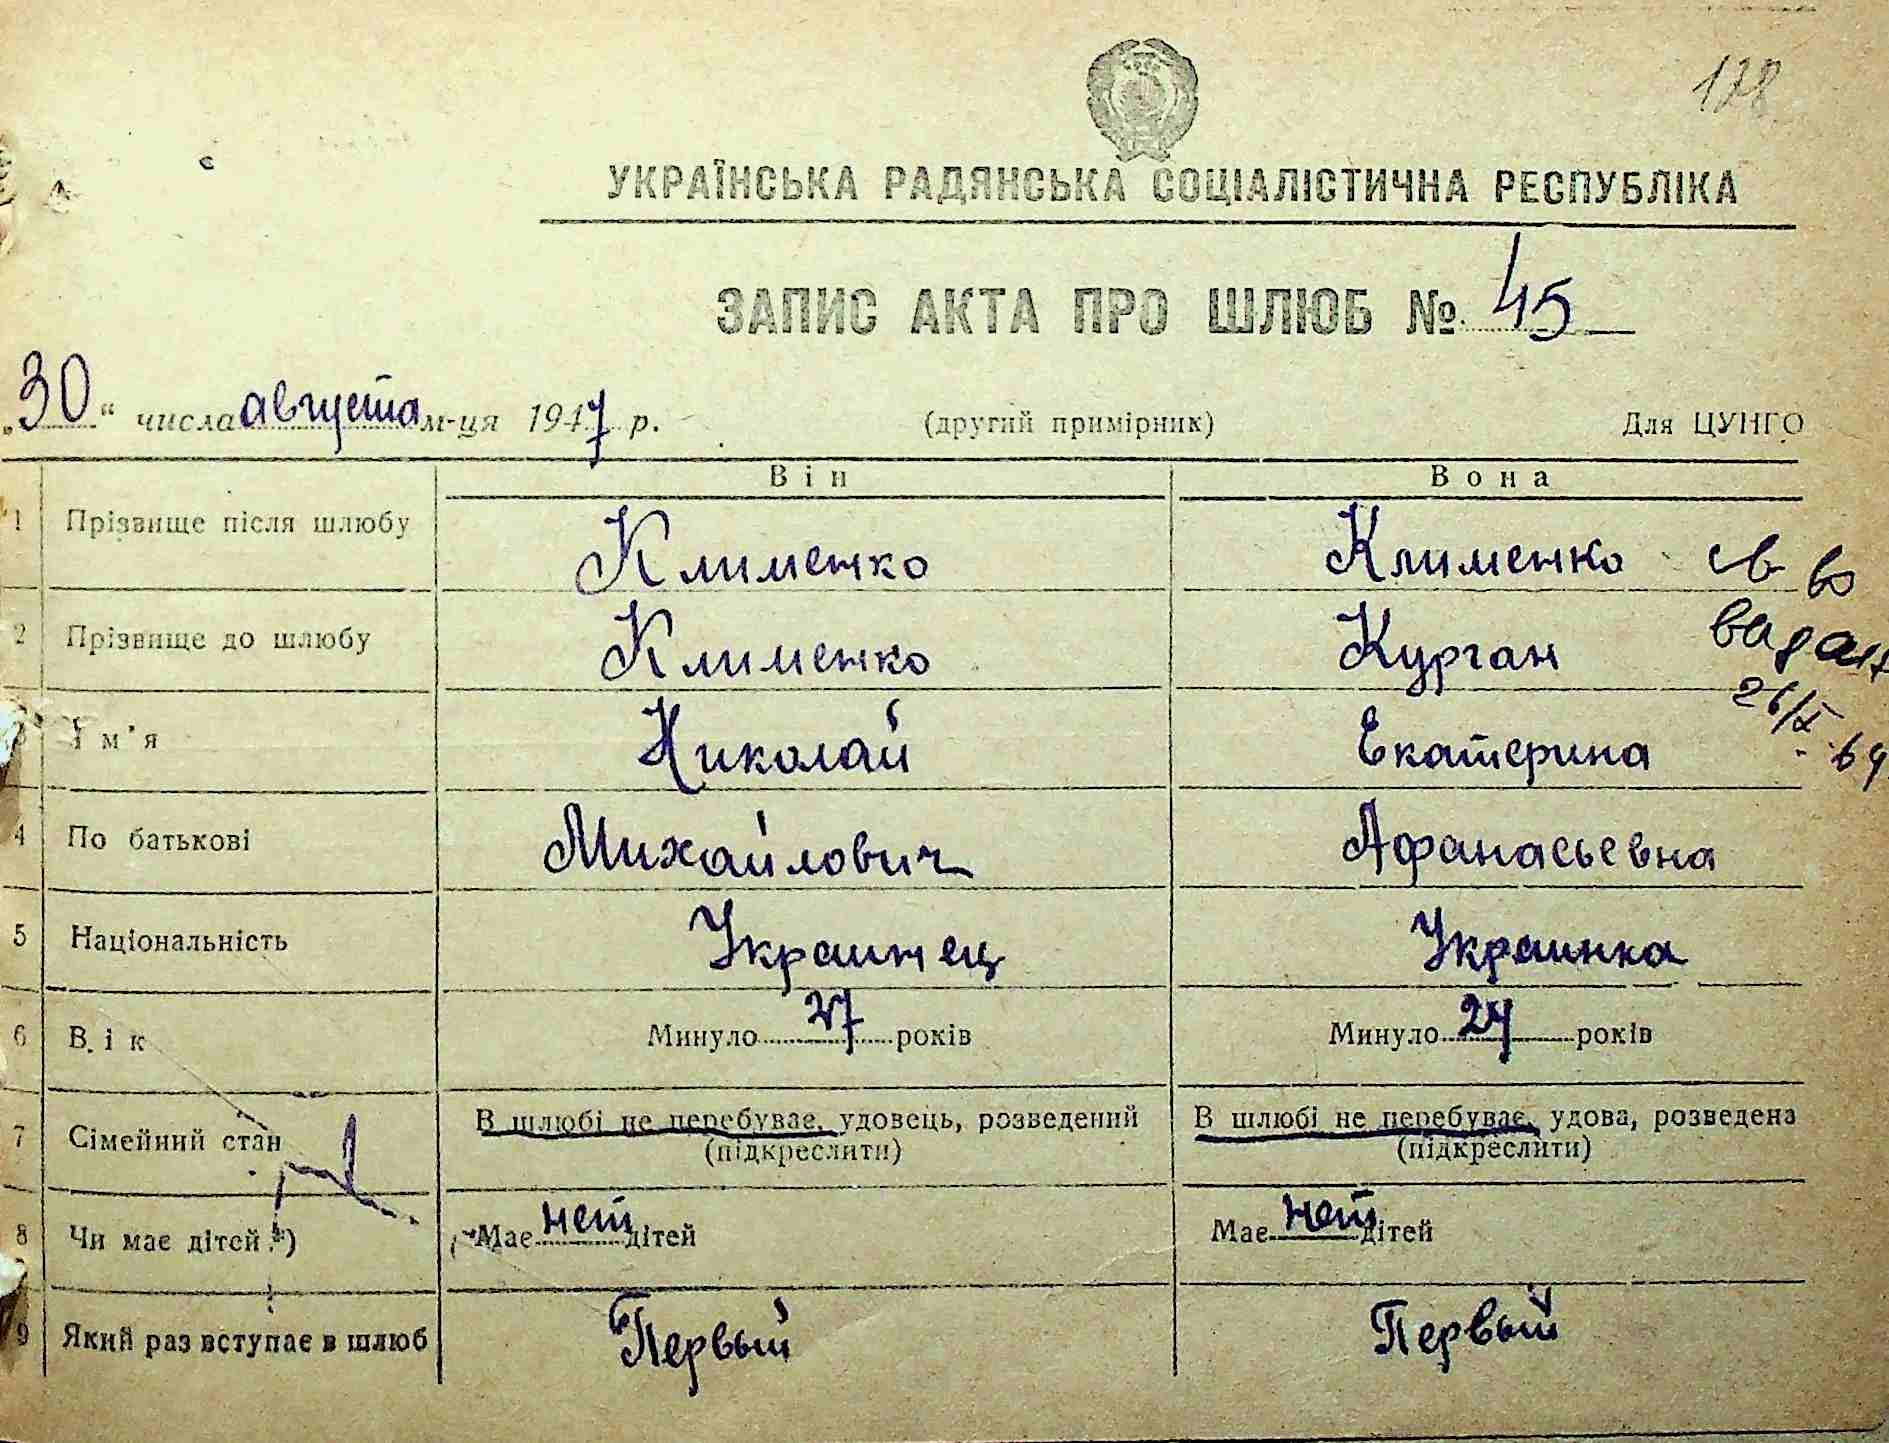 128
УКРАЇНСЬКА РАДЯНСЬКА СОЦІАЛІСТИЧНА РЕСПУБЛІКА
ЗАПИС АКТА ПРО ШЛЮБ № 45
„30“ числа августа м-ця 1947 р. (другий примірник) Для ЦУНГО
Він Вона
1 Прізвище після шлюбу Клименко Клименко
2 Прізвище до шлюбу Клименко Курган
26/X 69
3 Ім'я Николай Екатерина
4 По батькові Михайлович Афанасьевна
5 Національність Украинец Украинка
6 Вік Минуло 27 років Минуло 24 років
7 Сімейний стан В шлюбі не перебуває, удовець, розведений В шлюбі не перебуває, удова, розведена
(підкреслити) (підкреслити)
8 Чи має дітей *) Має нет дітей Має нет дітей
9 Який раз вступає в шлюб Первый Первый